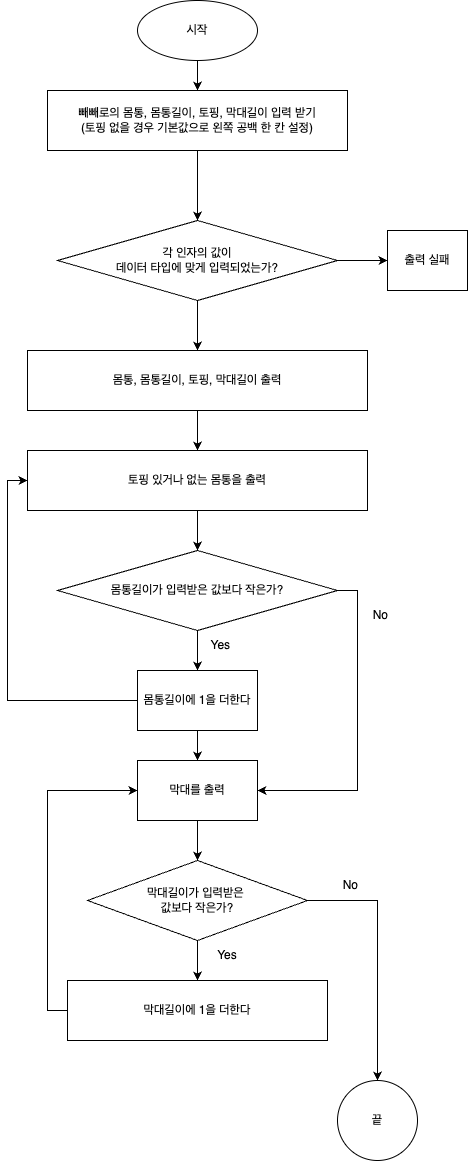 시작
빼빼로의 몸통, 몸통길이, 토핑, 막대길이 입력 받기
(토핑 없을 경우 기본값으로 왼쪽 공백 한 칸 설정)
각 인자의 값이
데이터 타입에 맞게 입력되었는가?
출력 실패
몸통, 몸통길이, 토핑, 막대길이 출력
토핑 있거나 없는 몸통을 출력
몸통길이가 입력받은 값보다 작은가?
No
Yes
몸통길이에 1을 더한다
막대를 출력
막대길이가 입력받은
값보다 작은가?
No
Yes
막대길이에 1을 더한다
끝